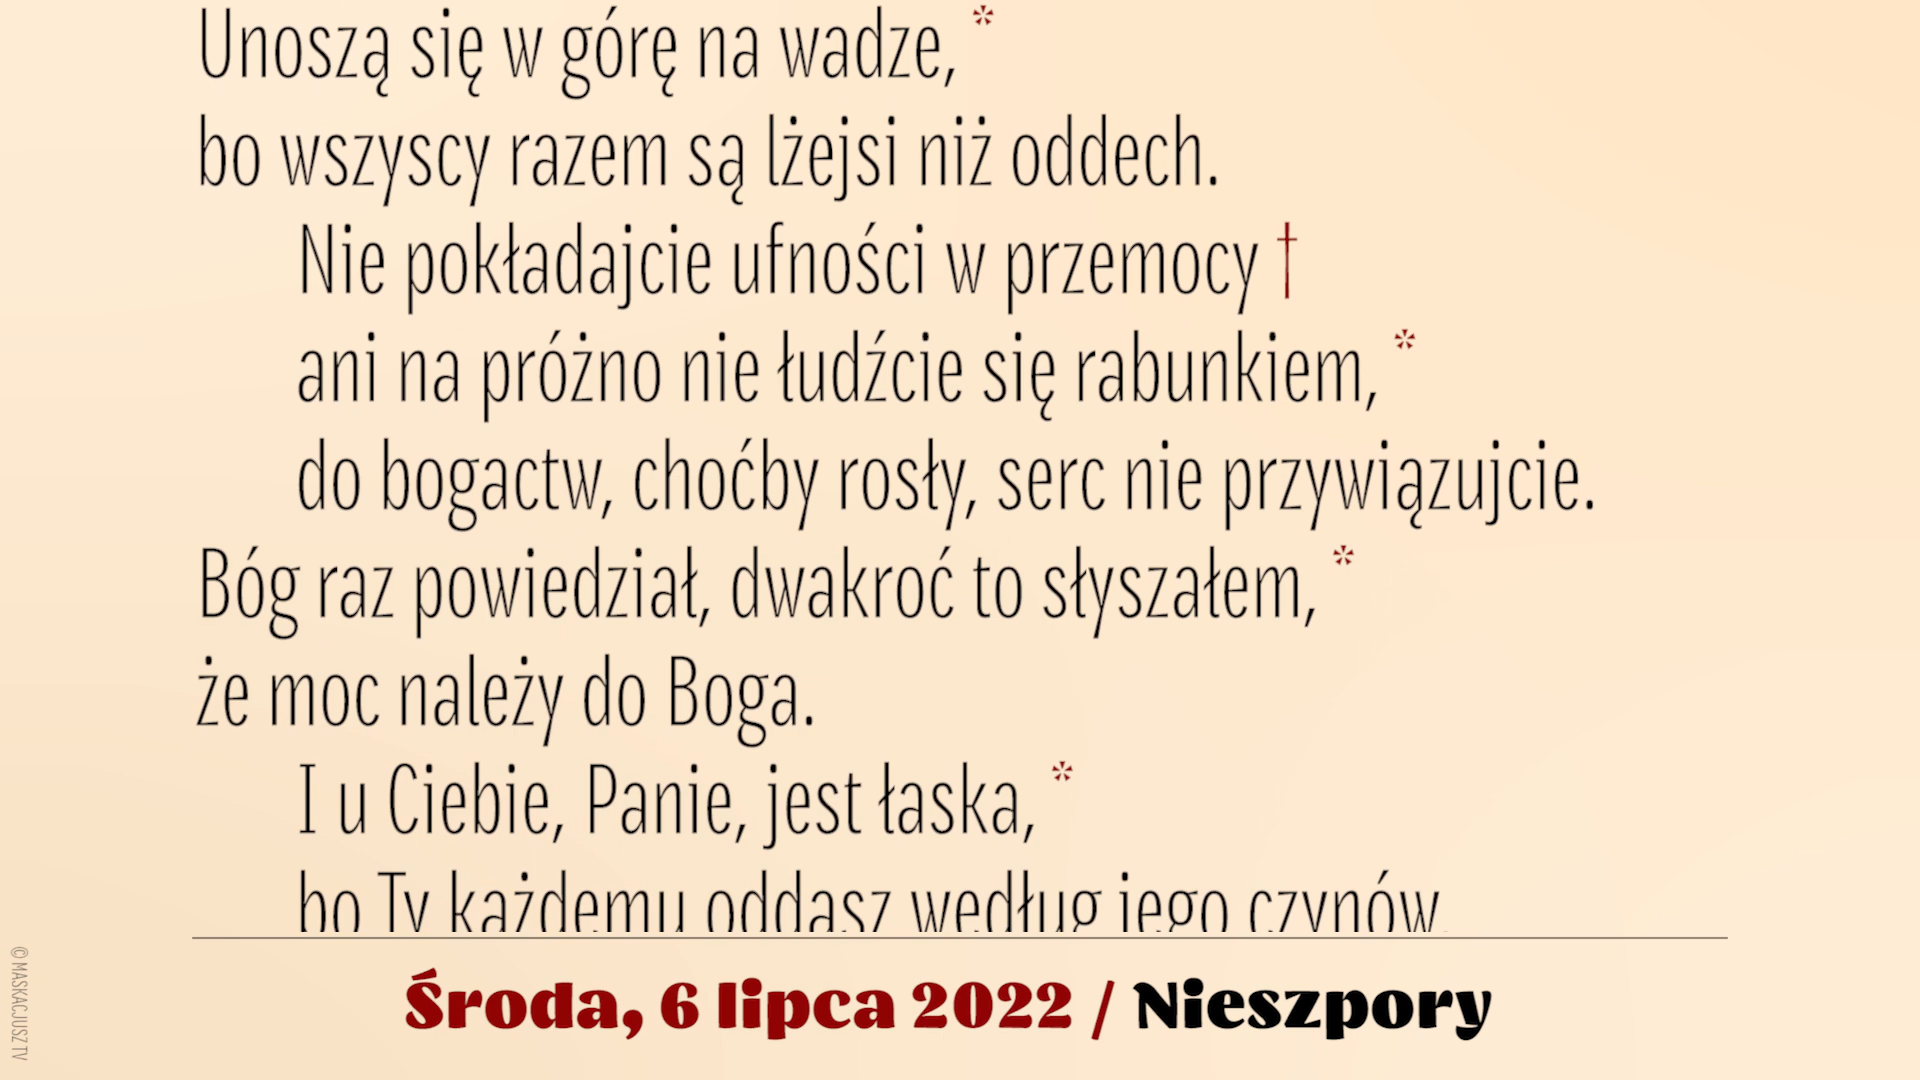 Unoszą się w górę na wadze, *
bo wszyscy razem są lżejsi niż oddech.
Nie pokładajcie ufności w przemocy †
ani na próżno nie łudźcie się rabunkiem, *
do bogactw, choćby rosły, serc nie przywiązujcie.
Bóg raz powiedział, dwakroć to słyszałem, *
że moc należy do Boga.
I u Ciebie, Panie, jest łaska, *
bo Ty każdemu oddasz według jego czynów.
Środa, 6 lipca 2022 / Nieszpory
© MASKACJUSZ TV